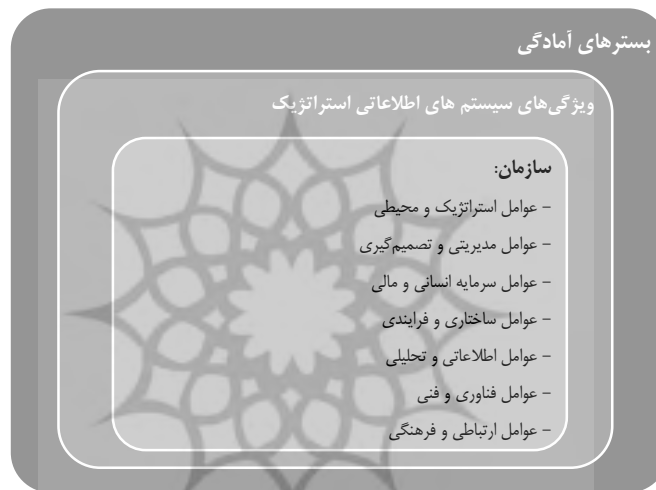 بسترهای آمادگی
ویژگی‌های سیستم های اطلاعاتی استراتژیک
سازمان:
- عوامل استراتژیک و محیطی
- عوامل مدیریتی و تصمیم‌گیری
- عوامل سرمایه انسانی و مالی
- عوامل ساختاری و فرایندی
- عوامل اطلاعاتی و تحلیلی
- عوامل فناوری و فنی
- عوامل ارتباطی و فرهنگی